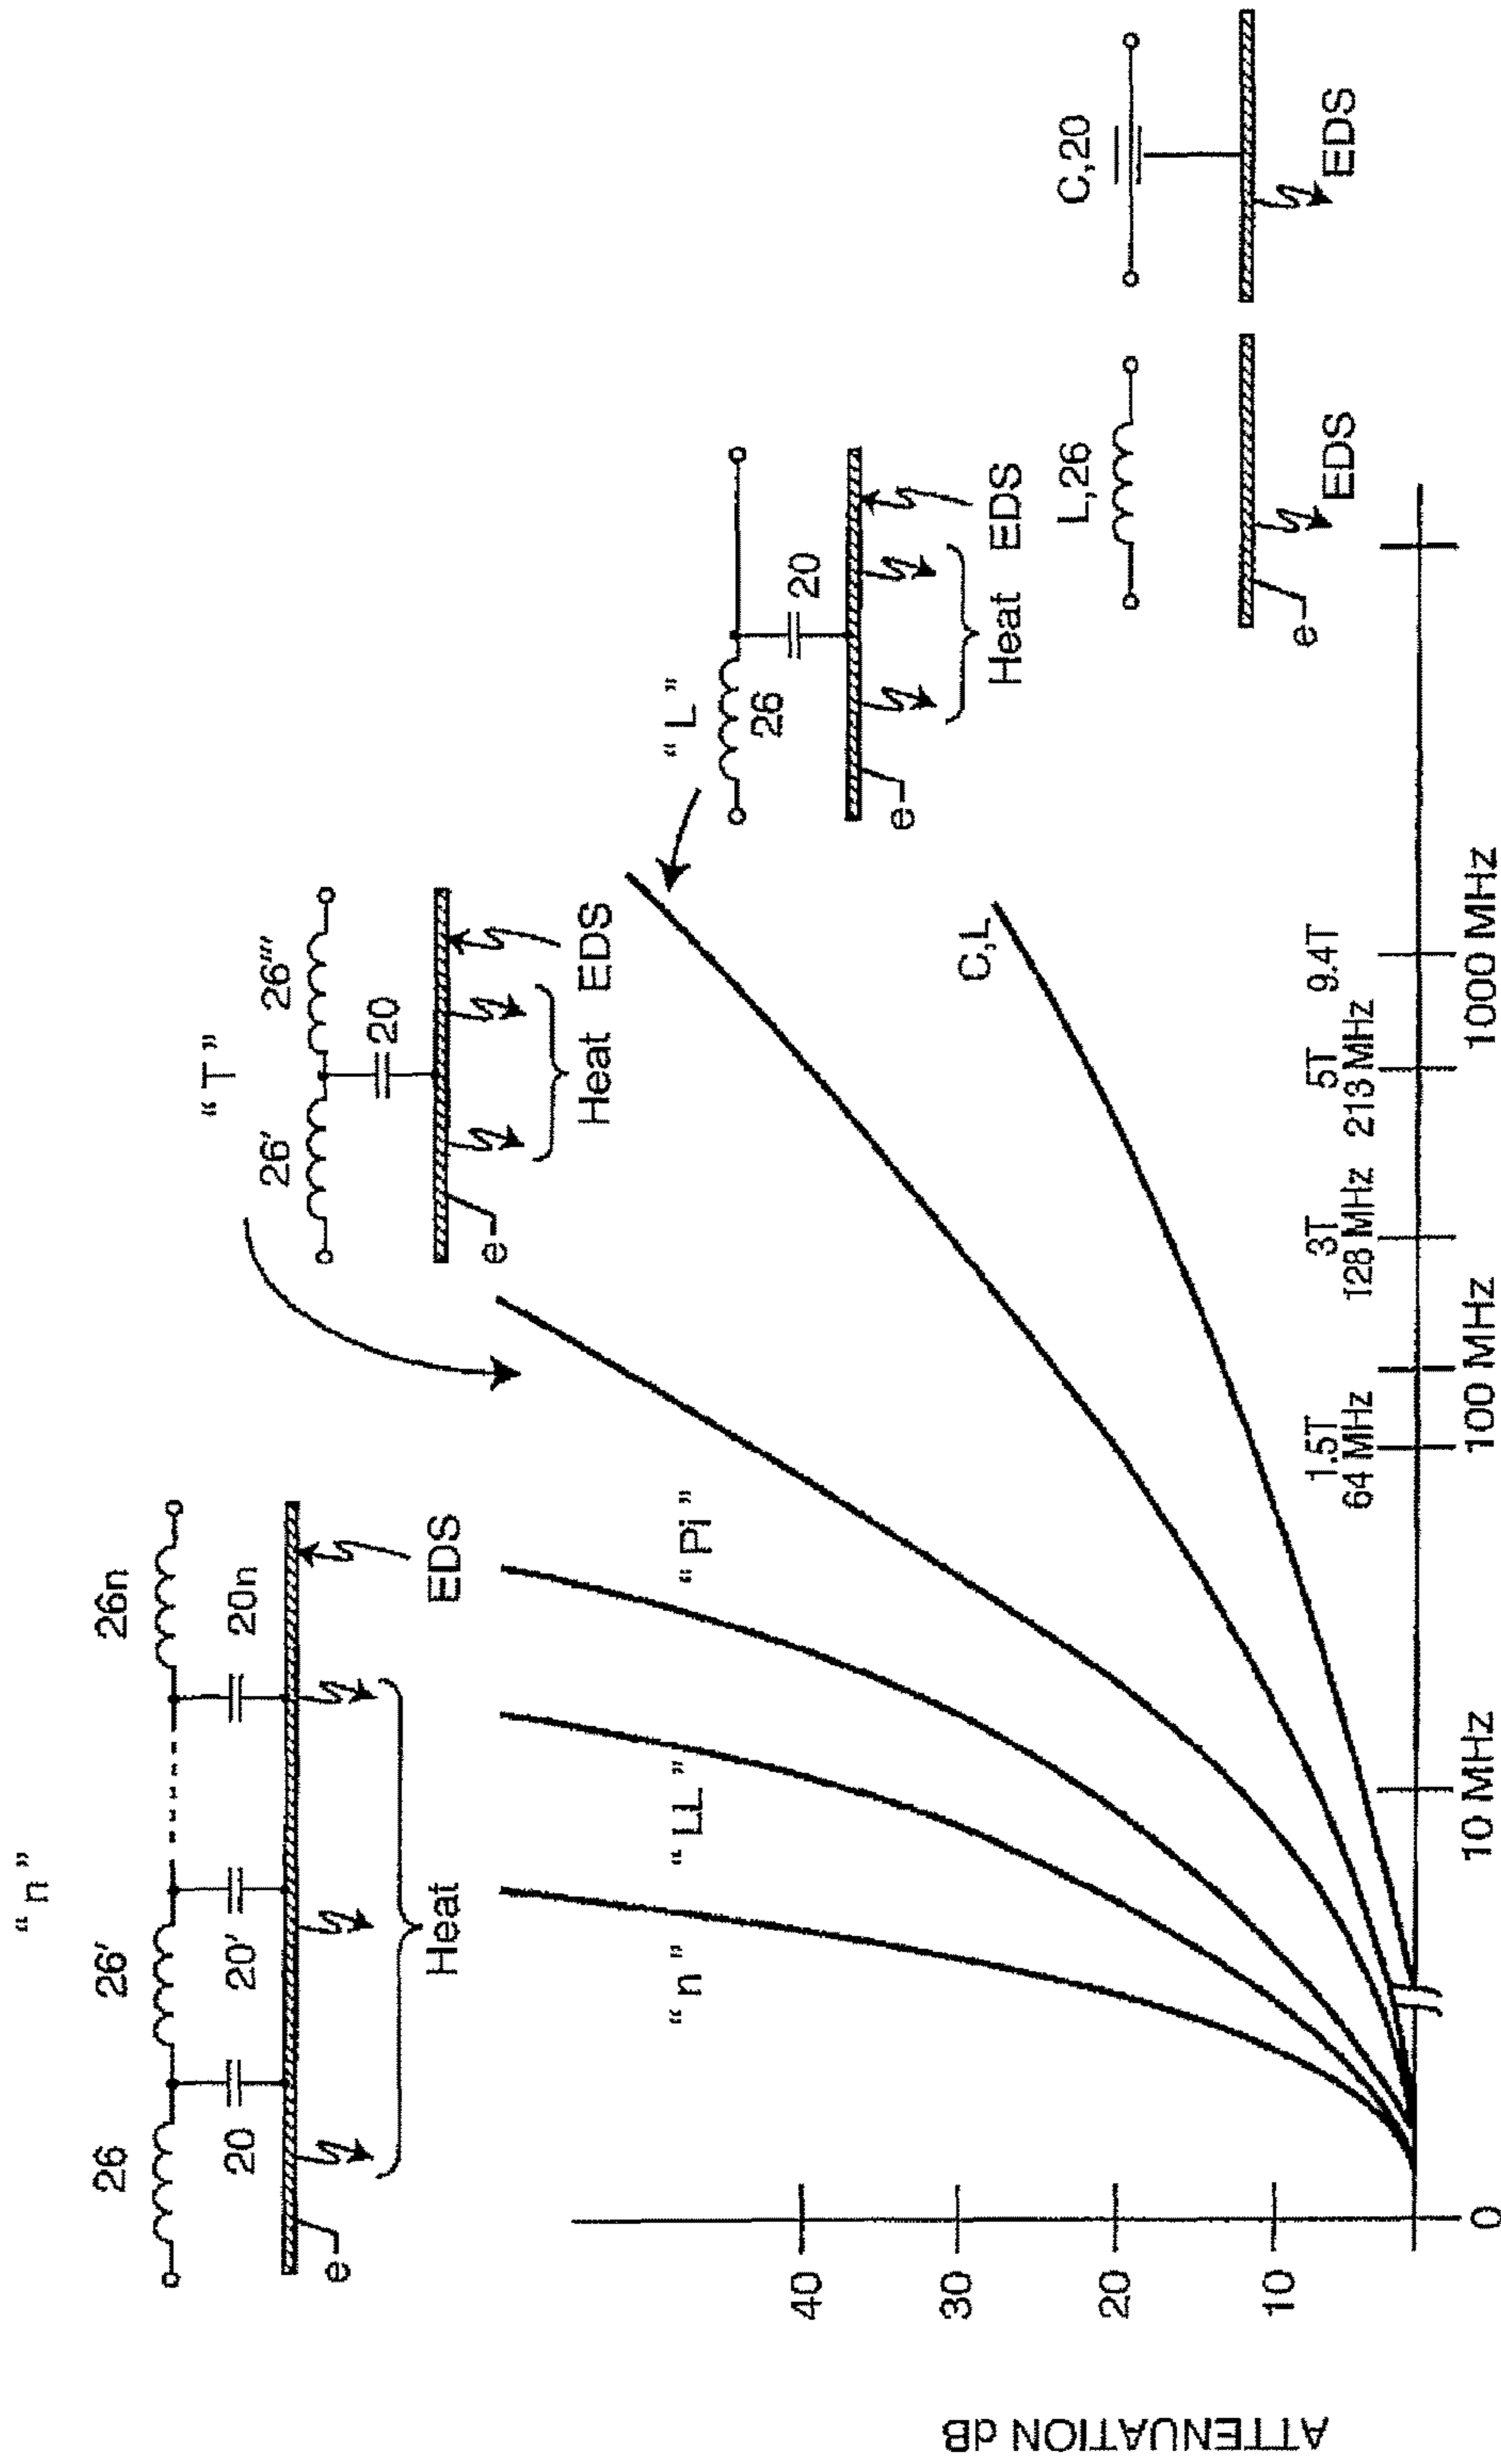 “ n ”
26
26′
26n
20
20′
20n
e
Heat
EDS
“ T ”
26′
26‴
20
e
Heat
EDS
“ L ”
26
20
e
Heat
EDS
L,26
e
EDS
C,20
EDS
“ n ”
“ LL ”
“ Pi ”
C,L
ATTENUATION dB
40
30
20
10
1.5T
64 MHz
3T
128 MHz
5T
213 MHz
9.4T
0
10 MHz
100 MHz
1000 MHz